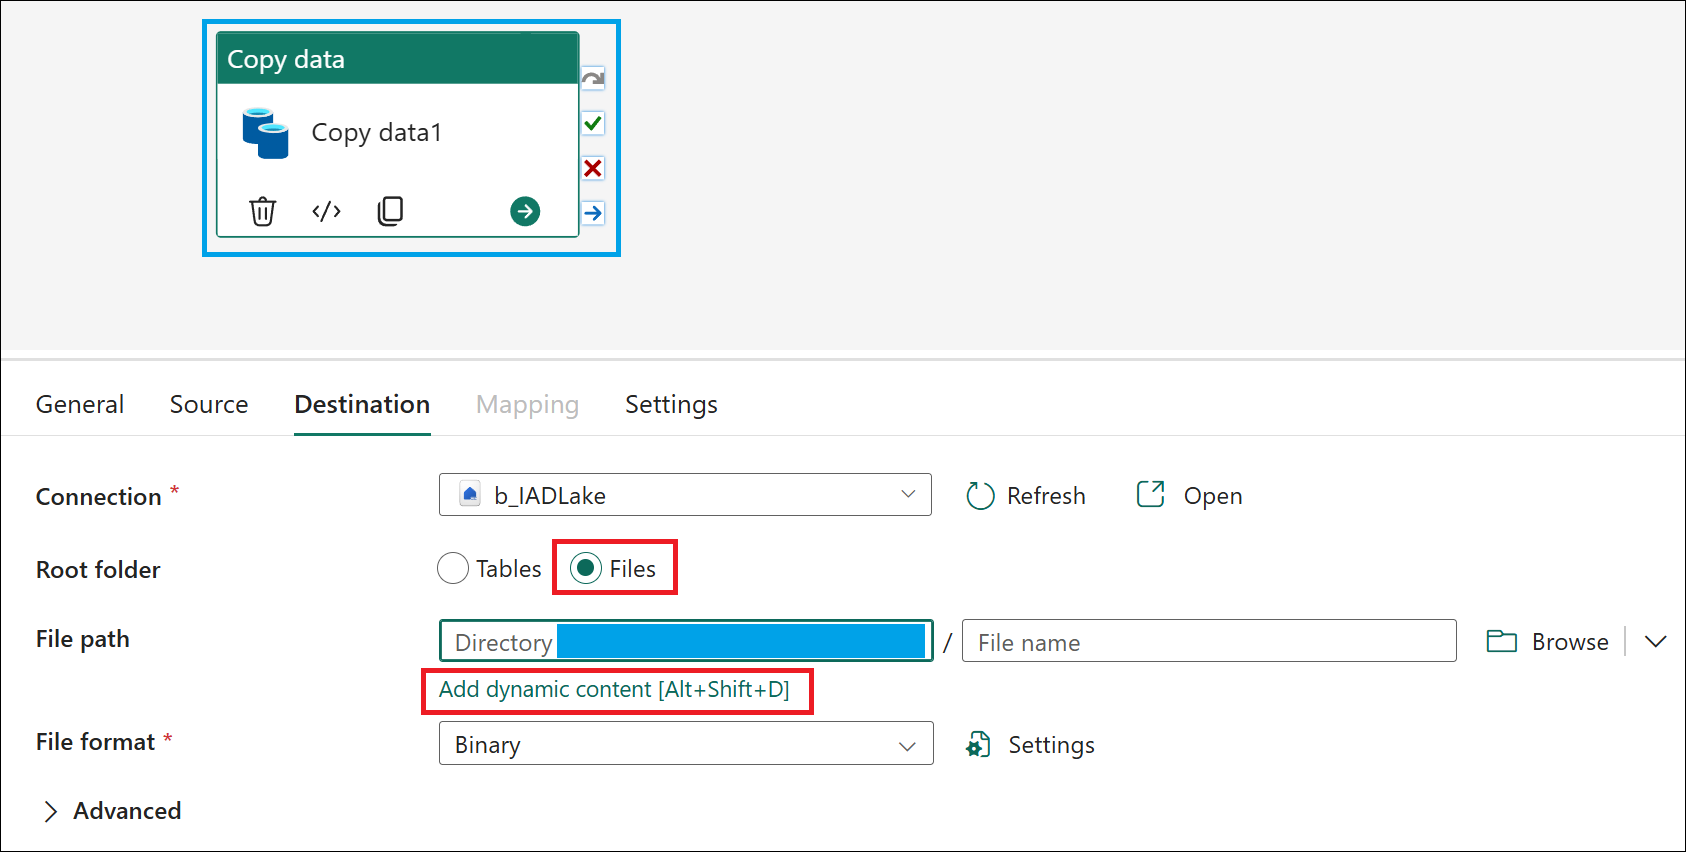 Copy data
Copy data1
General Source Destination Mapping Settings
Connection * b_IADLake Refresh Open
Root folder Tables Files
File path Directory / File name Browse
Add dynamic content [Alt+Shift+D]
File format * Binary Settings
Advanced